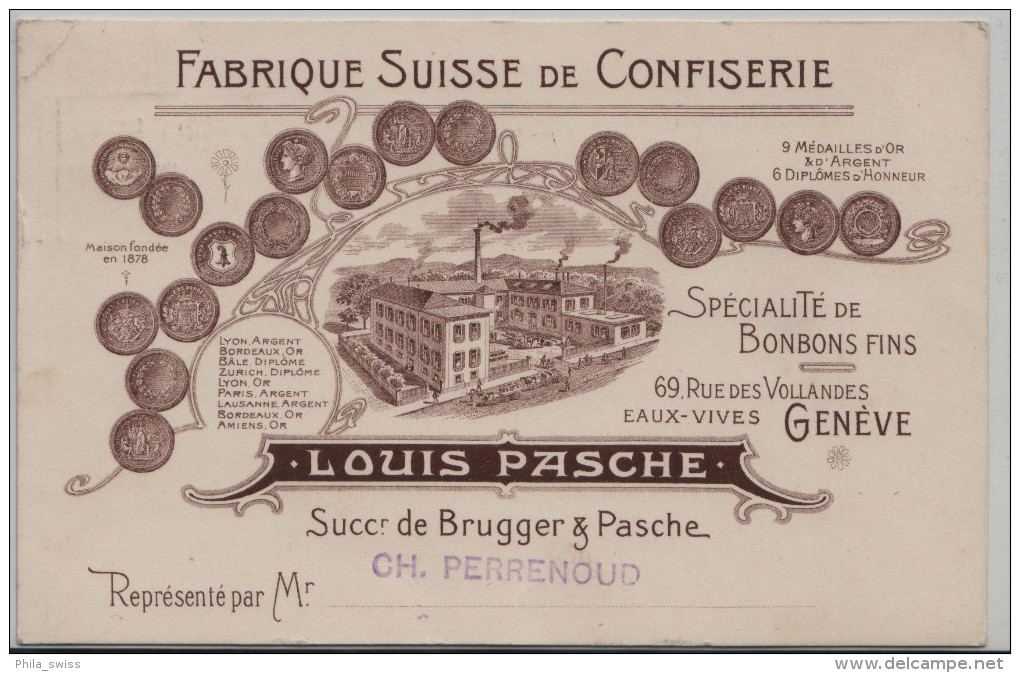 FABRIQUE SUISSE DE CONFISERIE
9 MÉDAILLES D'OR
& D'ARGENT
6 DIPLÔMES D'HONNEUR
Maison fondée
en 1878
SPÉCIALITÉ DE
BONBONS FINS
69, RUE DES VOLLANDES
EAUX-VIVES GENÈVE
LYON, ARGENT
BORDEAUX, OR
BÂLE, DIPLÔME
ZURICH, DIPLÔME
LYON, OR
PARIS, ARGENT
LAUSANNE, ARGENT
BORDEAUX, OR
AMIENS, OR
· LOUIS PASCHE ·
Succr. de Brugger & Pasche
CH. PERRENOUD
Représenté par Mr.
Phila_swiss
www.delcampe.net